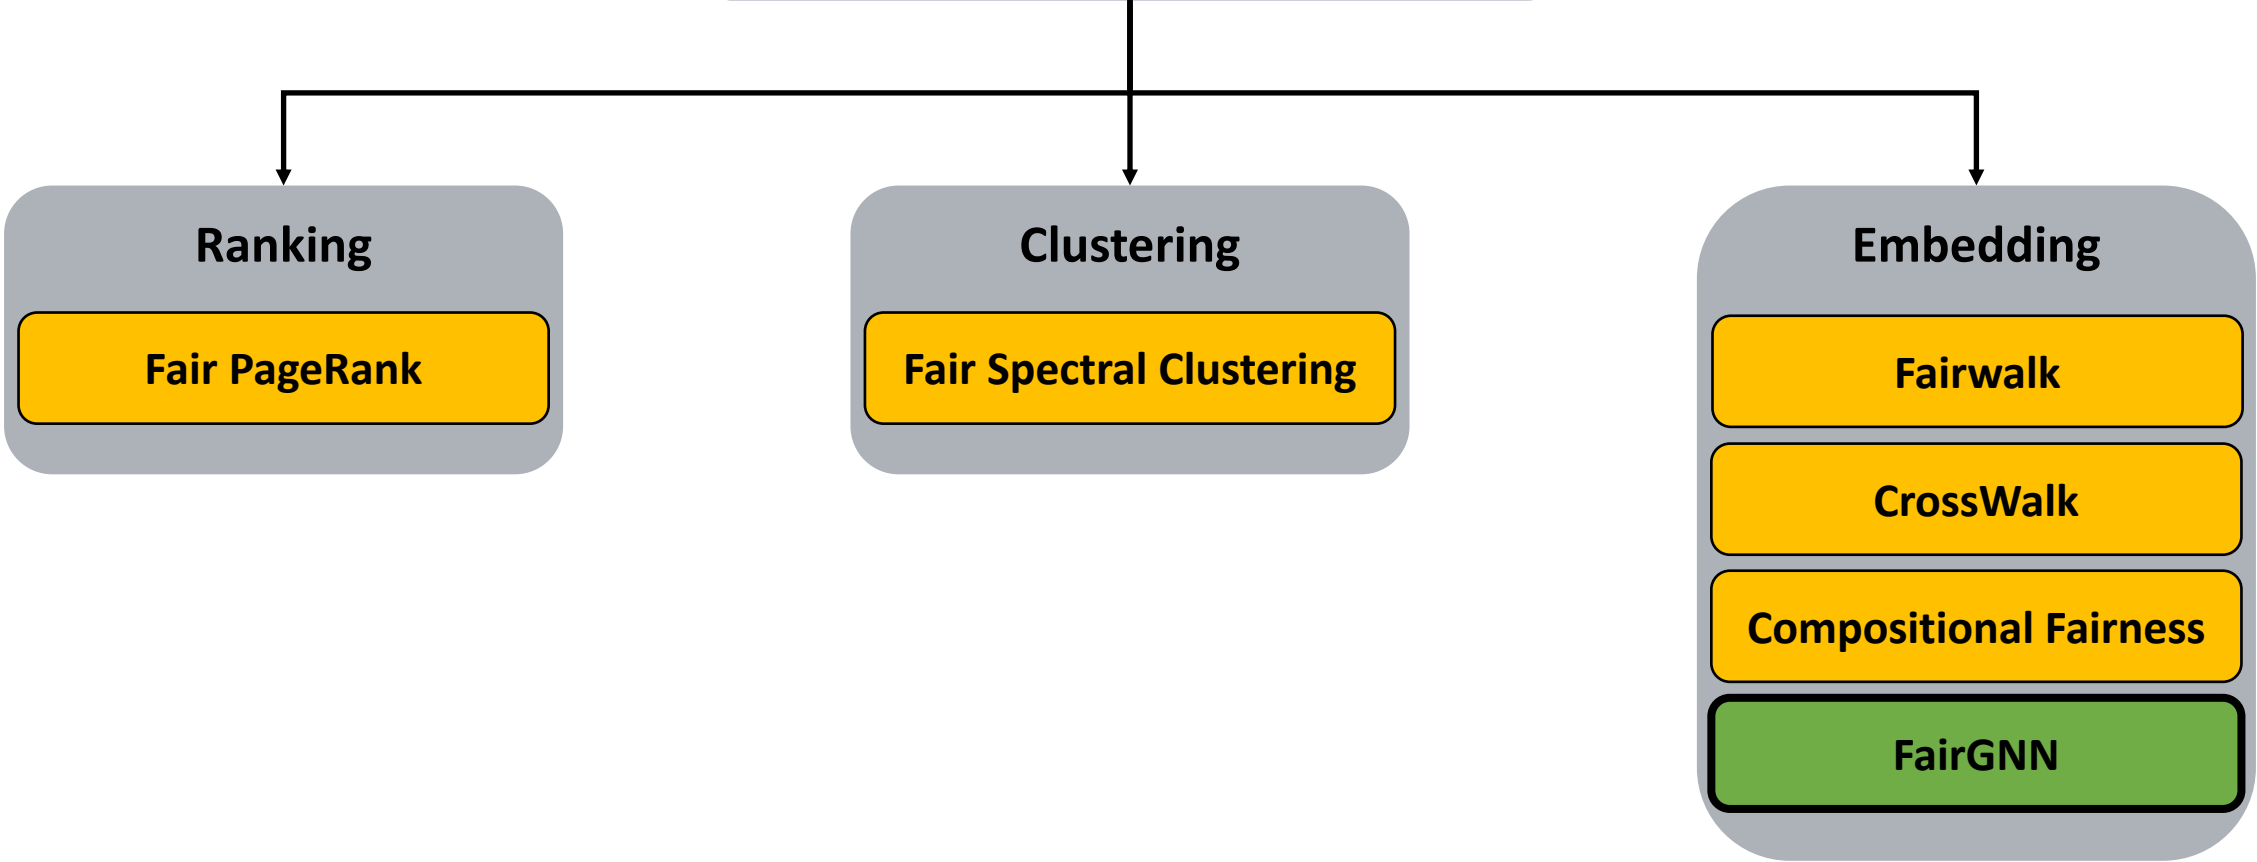 Ranking
Fair PageRank
Clustering
Fair Spectral Clustering
Embedding
Fairwalk
CrossWalk
Compositional Fairness
FairGNN